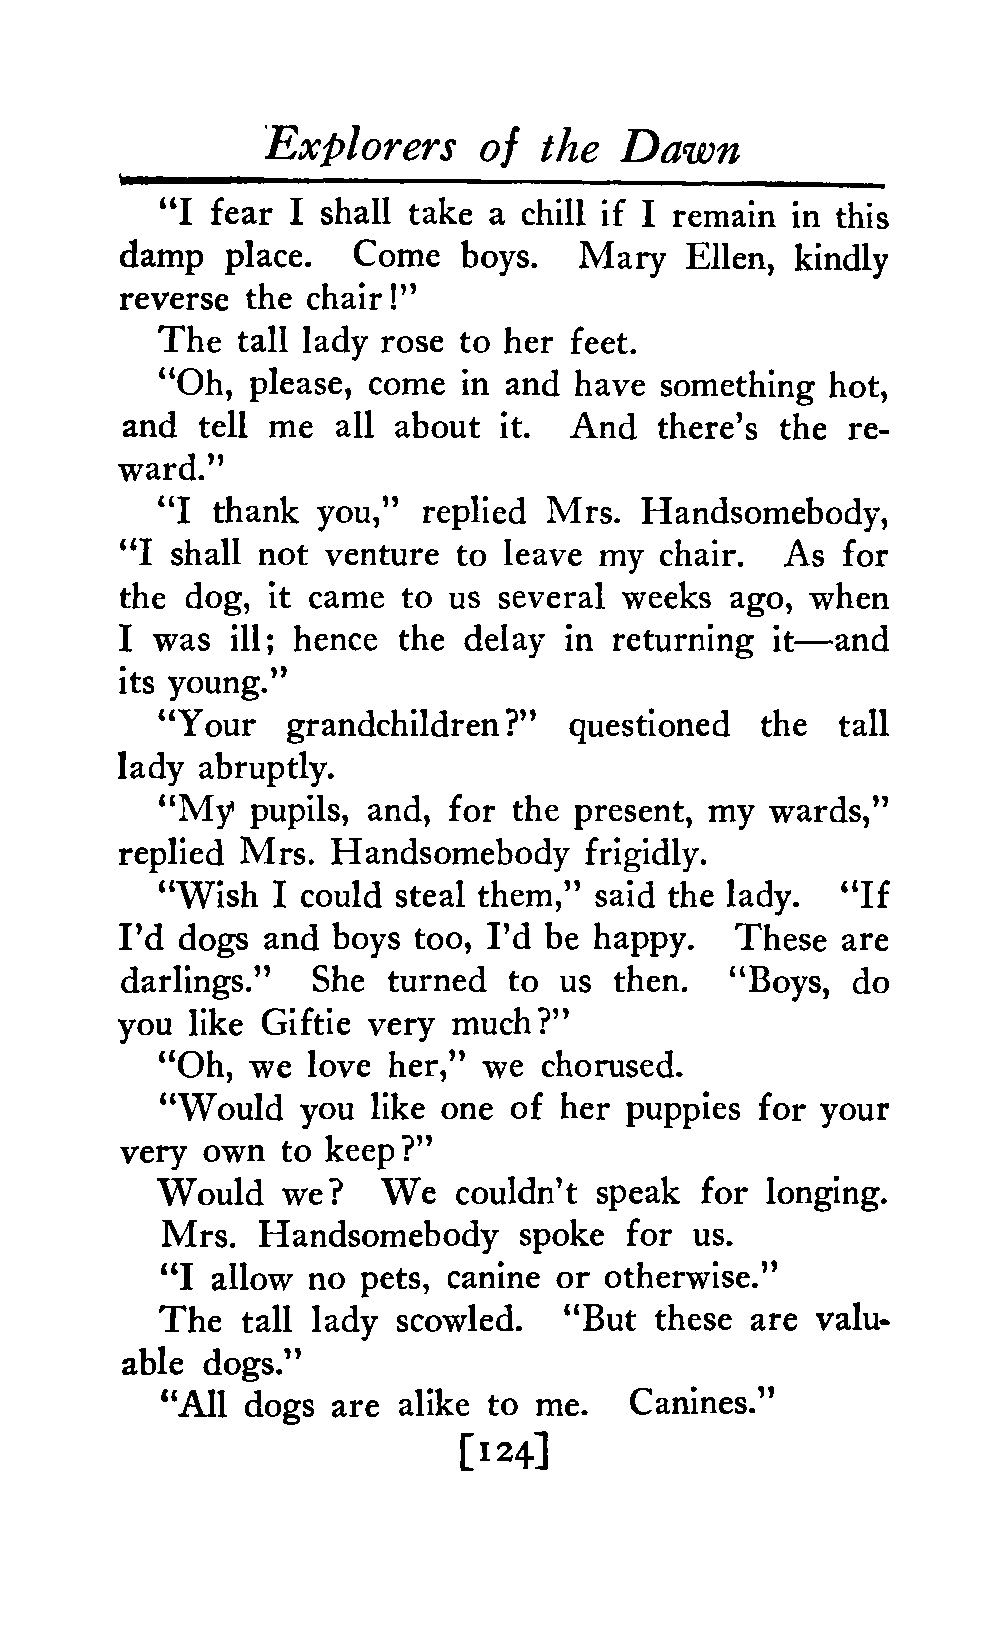 Explorers of the Dawn
"I fear I shall take a chill if I remain in this
damp place. Come boys. Mary Ellen, kindly
reverse the chair!"
The tall lady rose to her feet.
"Oh, please, come in and have something hot,
and tell me all about it. And there's the re-
ward."
"I thank you," replied Mrs. Handsomebody,
"I shall not venture to leave my chair. As for
the dog, it came to us several weeks ago, when
I was ill; hence the delay in returning it—and
its young."
"Your grandchildren?" questioned the tall
lady abruptly.
"My pupils, and, for the present, my wards,"
replied Mrs. Handsomebody frigidly.
"Wish I could steal them," said the lady. "If
I'd dogs and boys too, I'd be happy. These are
darlings." She turned to us then. "Boys, do
you like Giftie very much?"
"Oh, we love her," we chorused.
"Would you like one of her puppies for your
very own to keep?"
Would we? We couldn't speak for longing.
Mrs. Handsomebody spoke for us.
"I allow no pets, canine or otherwise."
The tall lady scowled. "But these are valu-
able dogs."
"All dogs are alike to me. Canines."
[124]